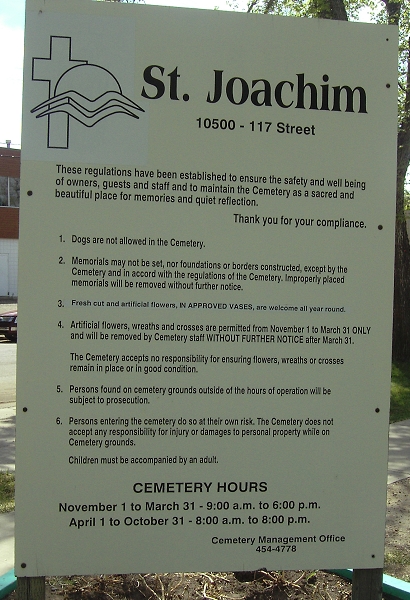 St. Joachim
10500 - 117 Street
These regulations have been established to ensure the safety and well being
of owners, guests and staff and to maintain the Cemetery as a sacred and
beautiful place for memories and quiet reflection.
Thank you for your compliance.
1. Dogs are not allowed in the Cemetery.
2. Memorials may not be set, nor foundations or borders constructed, except by the
Cemetery and in accord with the regulations of the Cemetery. Improperly placed
memorials will be removed without further notice.
3. Fresh cut and artificial flowers, IN APPROVED VASES, are welcome all year round.
4. Artificial flowers, wreaths and crosses are permitted from November 1 to March 31 ONLY
and will be removed by Cemetery staff WITHOUT FURTHER NOTICE after March 31.
The Cemetery accepts no responsibility for ensuring flowers, wreaths or crosses
remain in place or in good condition.
5. Persons found on cemetery grounds outside of the hours of operation will be
subject to prosecution.
6. Persons entering the cemetery do so at their own risk. The Cemetery does not
accept any responsibility for injury or damages to personal property while on
Cemetery grounds.
Children must be accompanied by an adult.
CEMETERY HOURS
November 1 to March 31 - 9:00 a.m. to 6:00 p.m.
April 1 to October 31 - 8:00 a.m. to 8:00 p.m.
Cemetery Management Office
454-4778